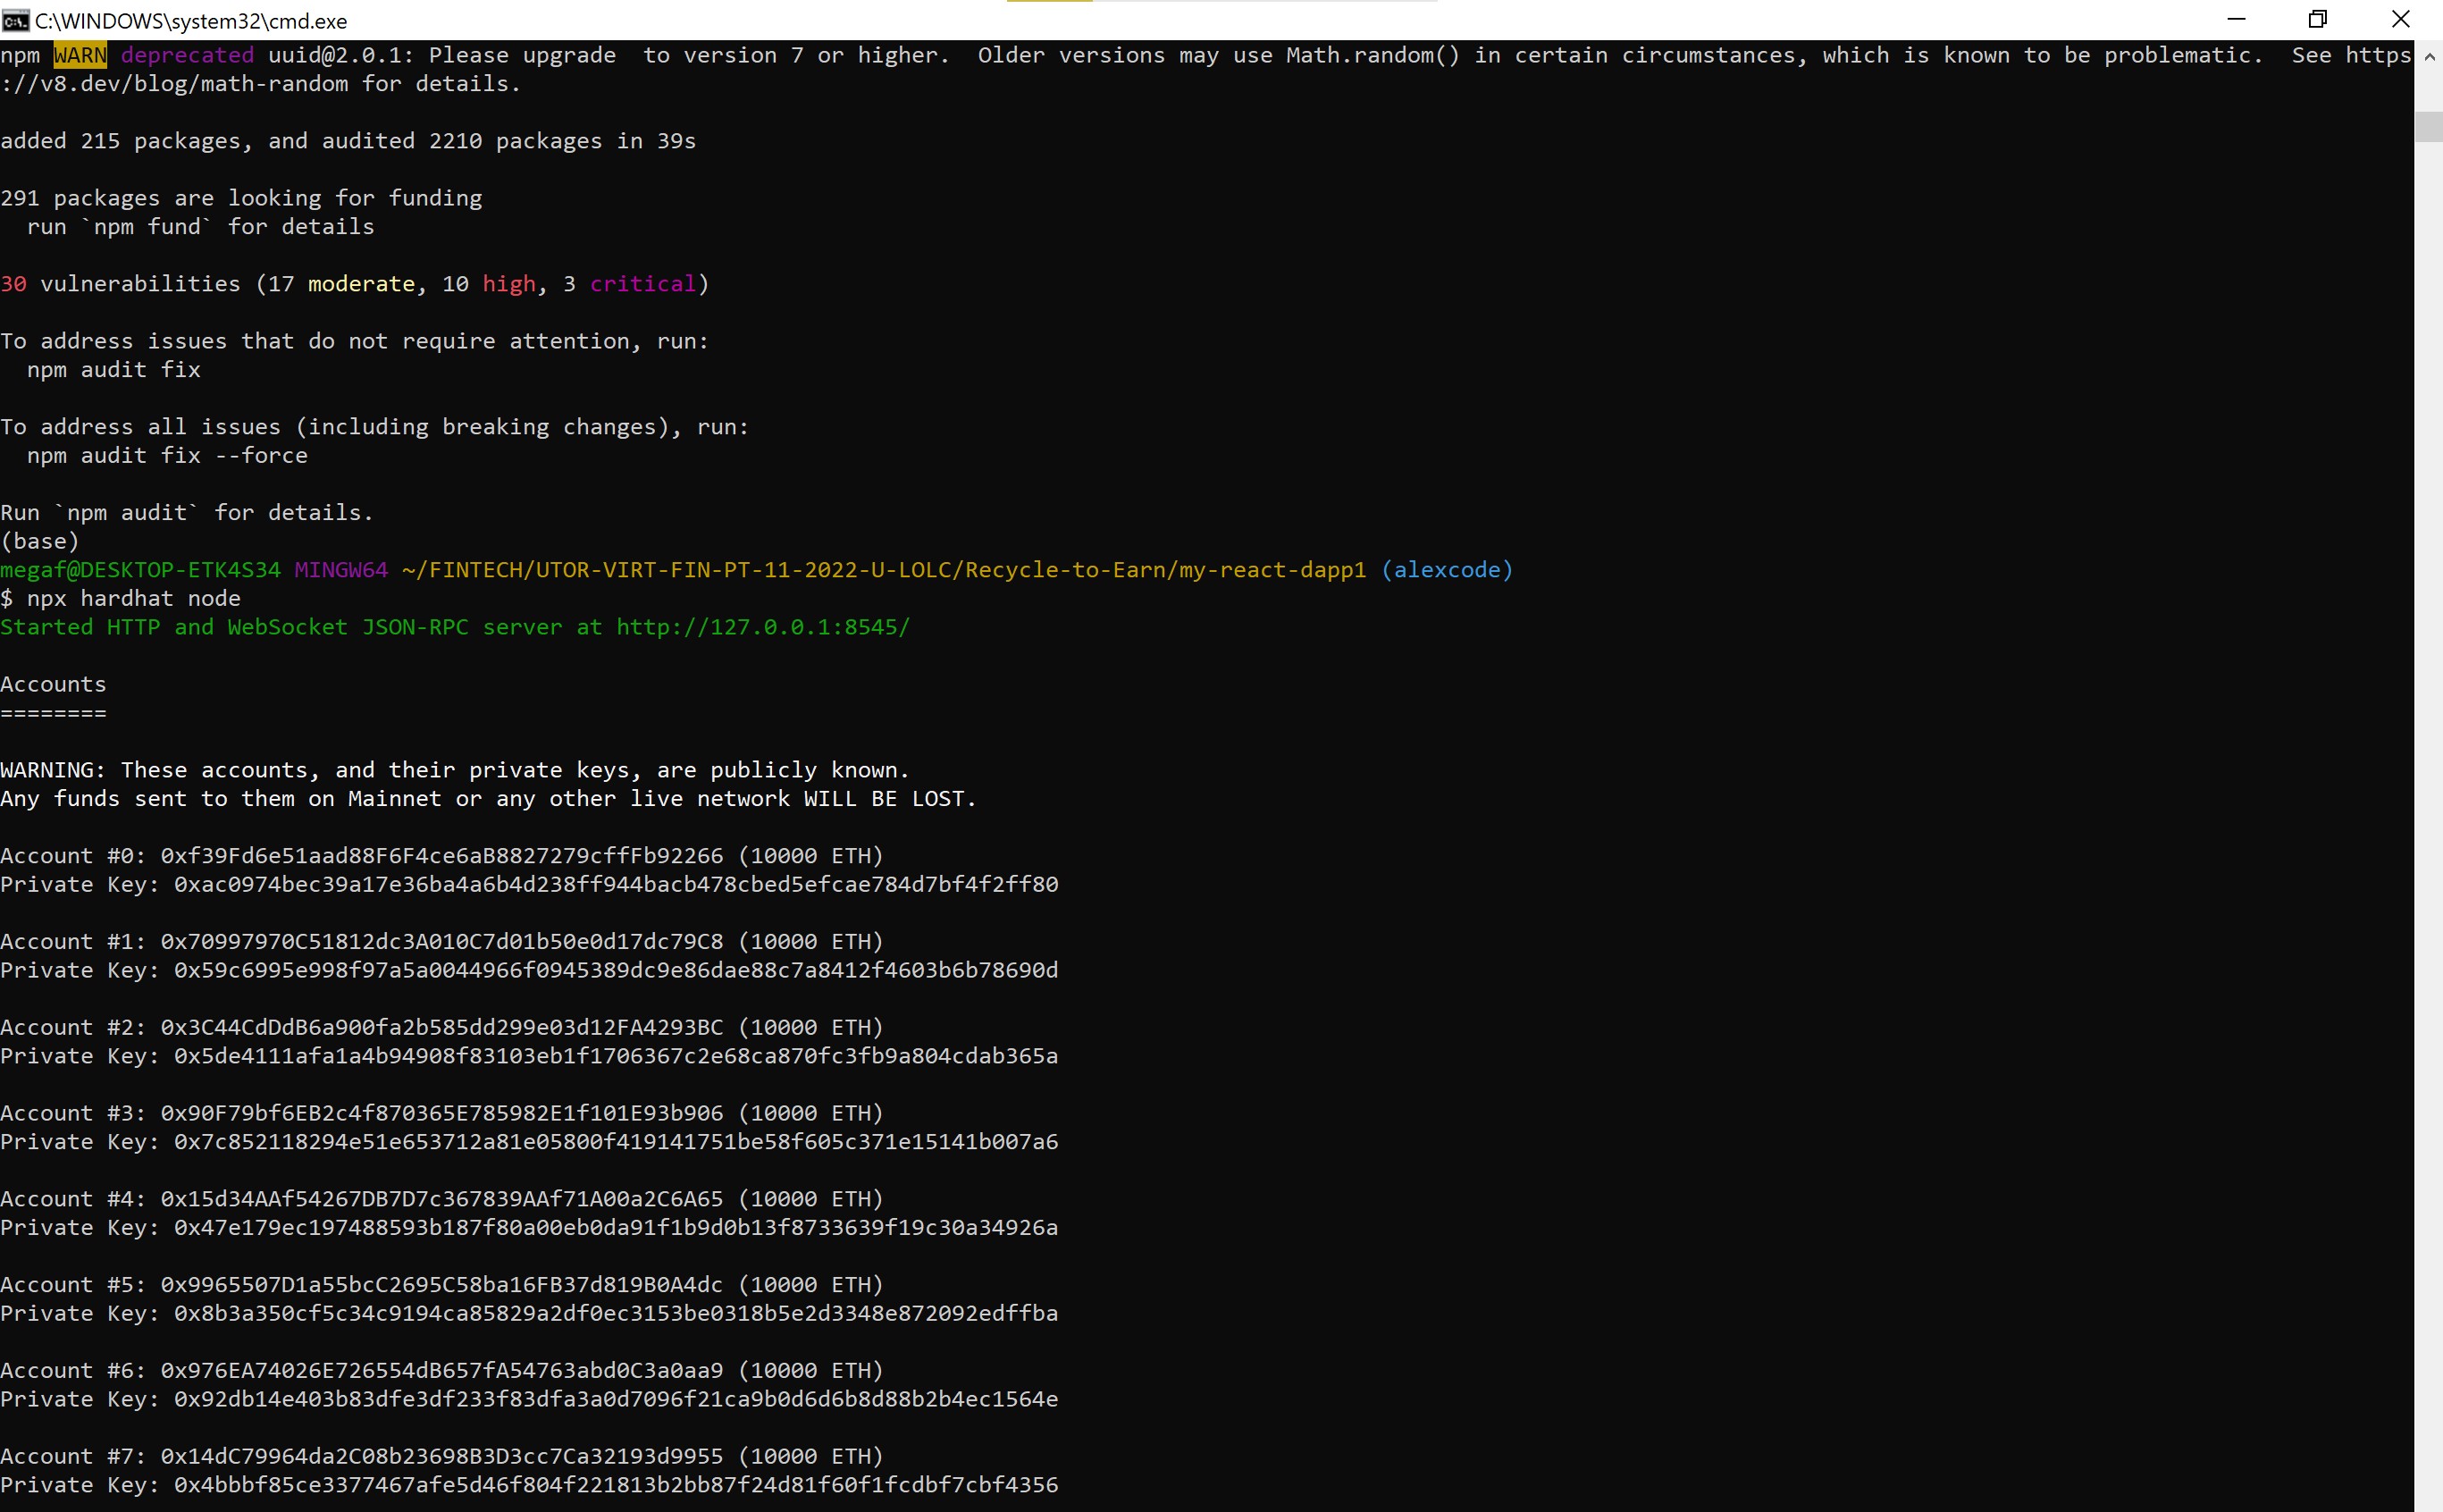 C:\WINDOWS\system32\cmd.exe
npm WARN deprecated uuid@2.0.1: Please upgrade  to version 7 or higher.  Older versions may use Math.random() in certain circumstances, which is known to be problematic.  See https
://v8.dev/blog/math-random for details.
added 215 packages, and audited 2210 packages in 39s
291 packages are looking for funding
  run `npm fund` for details
30 vulnerabilities (17 moderate, 10 high, 3 critical)
To address issues that do not require attention, run:
  npm audit fix
To address all issues (including breaking changes), run:
  npm audit fix --force
Run `npm audit` for details.
(base)
megaf@DESKTOP-ETK4S34 MINGW64 ~/FINTECH/UTOR-VIRT-FIN-PT-11-2022-U-LOLC/Recycle-to-Earn/my-react-dapp1 (alexcode)
$ npx hardhat node
Started HTTP and WebSocket JSON-RPC server at http://127.0.0.1:8545/
Accounts
========
WARNING: These accounts, and their private keys, are publicly known.
Any funds sent to them on Mainnet or any other live network WILL BE LOST.
Account #0: 0xf39Fd6e51aad88F6F4ce6aB8827279cffFb92266 (10000 ETH)
Private Key: 0xac0974bec39a17e36ba4a6b4d238ff944bacb478cbed5efcae784d7bf4f2ff80
Account #1: 0x70997970C51812dc3A010C7d01b50e0d17dc79C8 (10000 ETH)
Private Key: 0x59c6995e998f97a5a0044966f0945389dc9e86dae88c7a8412f4603b6b78690d
Account #2: 0x3C44CdDdB6a900fa2b585dd299e03d12FA4293BC (10000 ETH)
Private Key: 0x5de4111afa1a4b94908f83103eb1f1706367c2e68ca870fc3fb9a804cdab365a
Account #3: 0x90F79bf6EB2c4f870365E785982E1f101E93b906 (10000 ETH)
Private Key: 0x7c852118294e51e653712a81e05800f419141751be58f605c371e15141b007a6
Account #4: 0x15d34AAf54267DB7D7c367839AAf71A00a2C6A65 (10000 ETH)
Private Key: 0x47e179ec197488593b187f80a00eb0da91f1b9d0b13f8733639f19c30a34926a
Account #5: 0x9965507D1a55bcC2695C58ba16FB37d819B0A4dc (10000 ETH)
Private Key: 0x8b3a350cf5c34c9194ca85829a2df0ec3153be0318b5e2d3348e872092edffba
Account #6: 0x976EA74026E726554dB657fA54763abd0C3a0aa9 (10000 ETH)
Private Key: 0x92db14e403b83dfe3df233f83dfa3a0d7096f21ca9b0d6d6b8d88b2b4ec1564e
Account #7: 0x14dC79964da2C08b23698B3D3cc7Ca32193d9955 (10000 ETH)
Private Key: 0x4bbbf85ce3377467afe5d46f804f221813b2bb87f24d81f60f1fcdbf7cbf4356